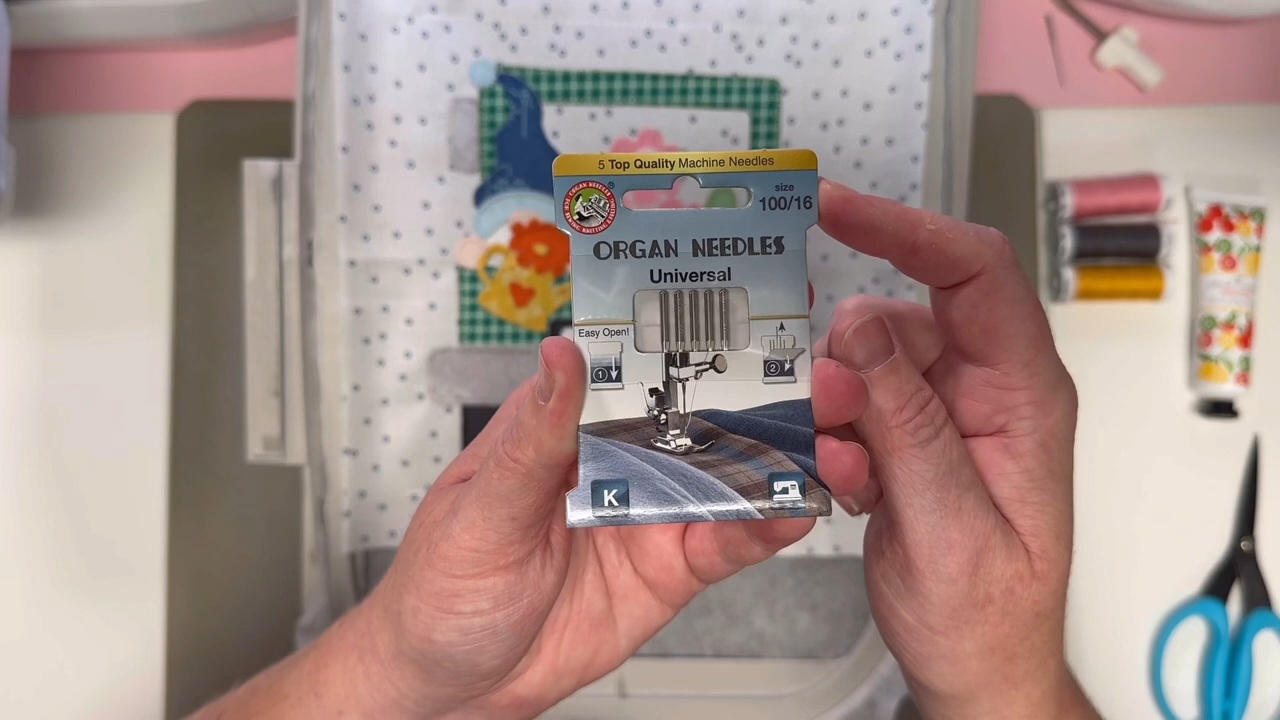 5 Top Quality Machine Needles
size
100/16
ORGAN NEEDLES
Universal
Easy Open!
1
2
K